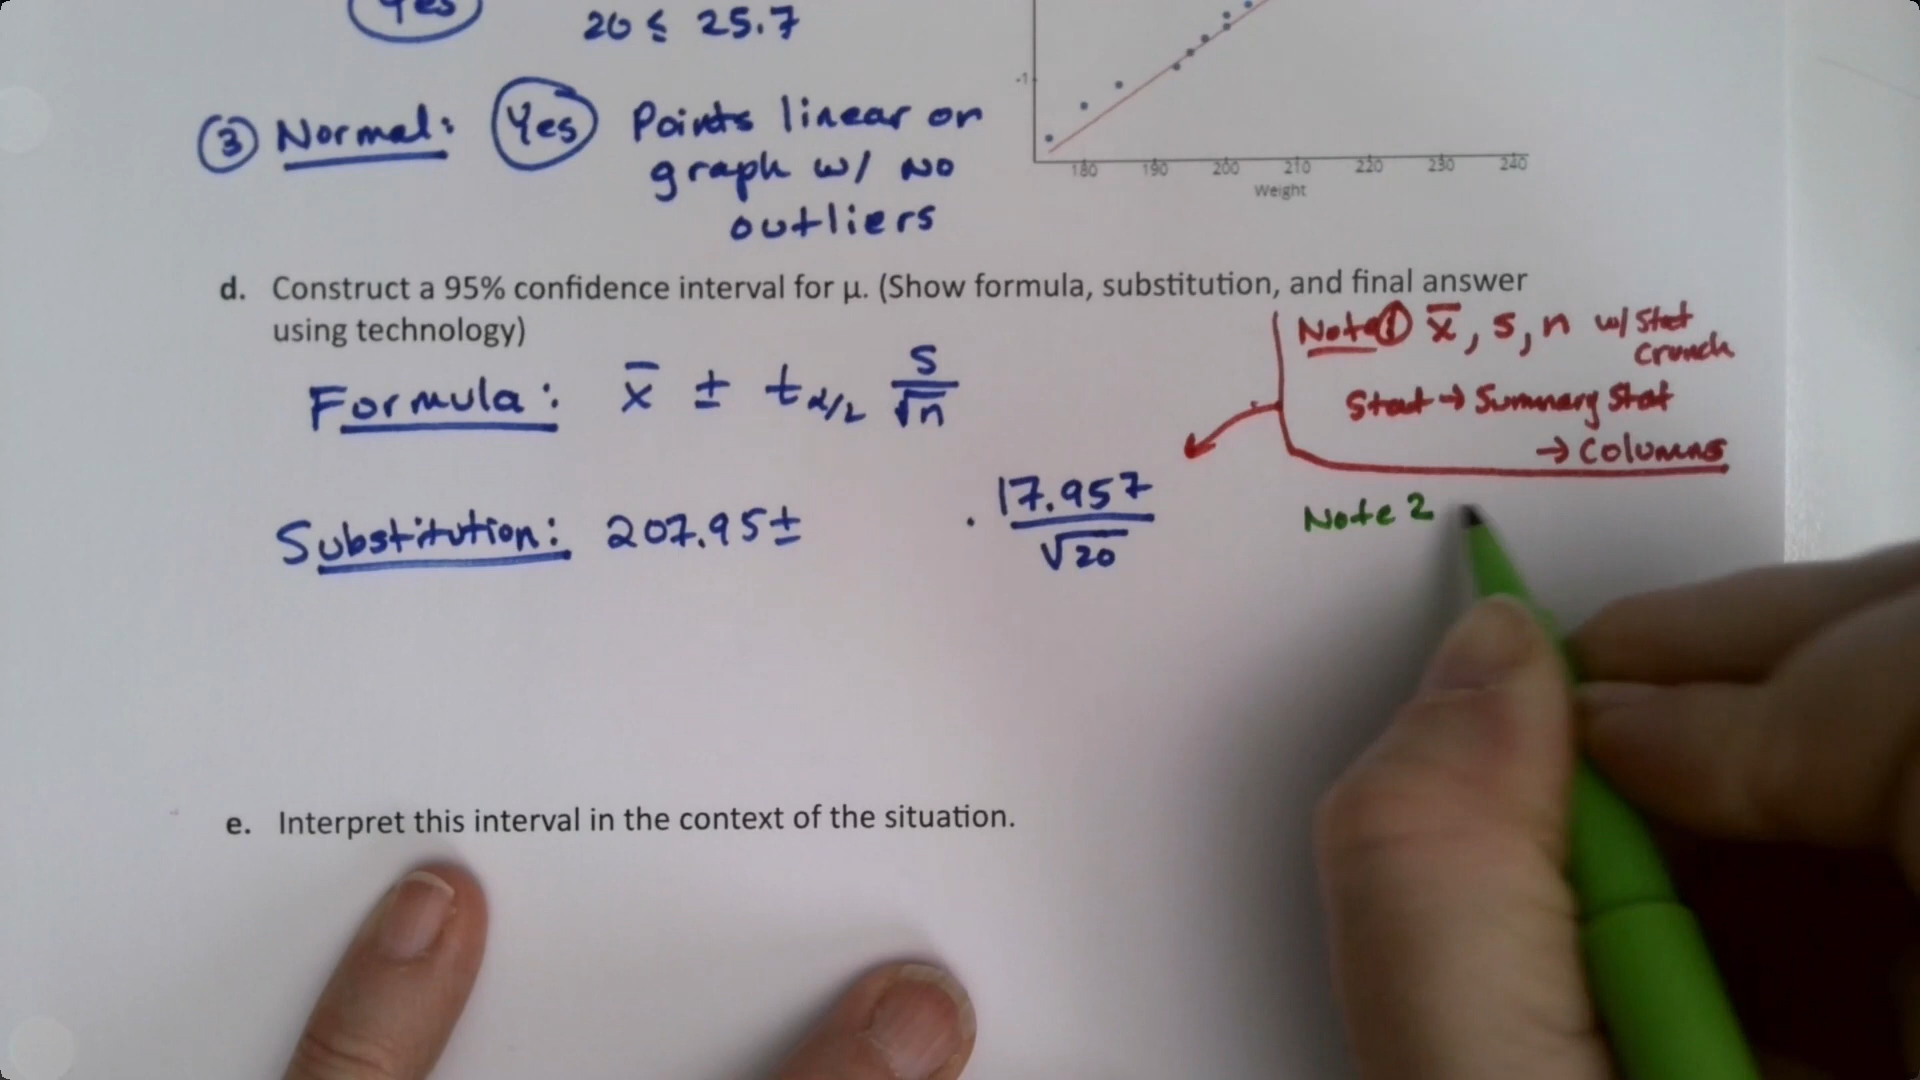 Yes
20 ≤ 25.7
③ Normal: Yes Points linear on
graph w/ No
outliers
-1
180 190 200 210 220 230 240
Weight
d. Construct a 95% confidence interval for μ. (Show formula, substitution, and final answer
using technology)
Formula: x̄ ± t α/2 s/√n
Note① x̄, s, n w/ Stat
Crunch
Stat → Summary Stat
→ Columns
Substitution: 207.95 ± · 17.957/√20
Note 2
e. Interpret this interval in the context of the situation.